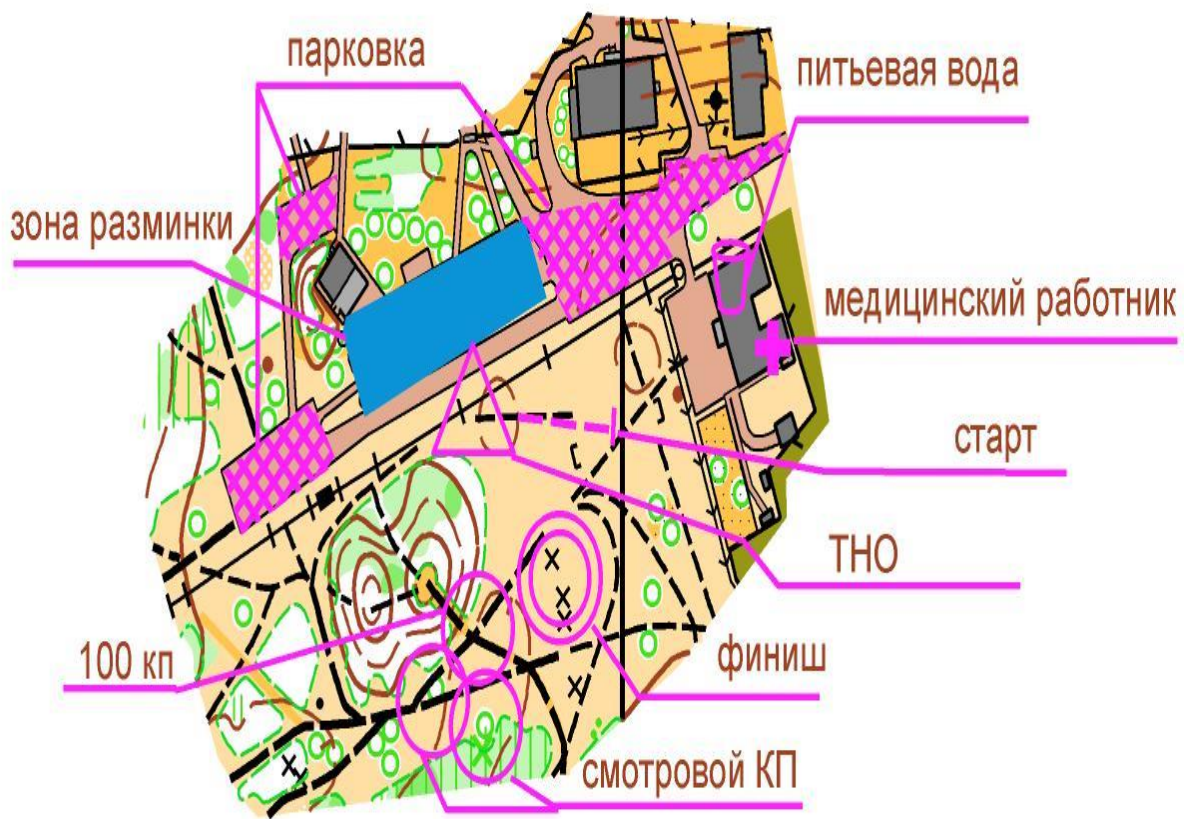 парковка
питьевая вода
зона разминки
медицинский работник
старт
ТНО
100 кп
финиш
смотровой КП